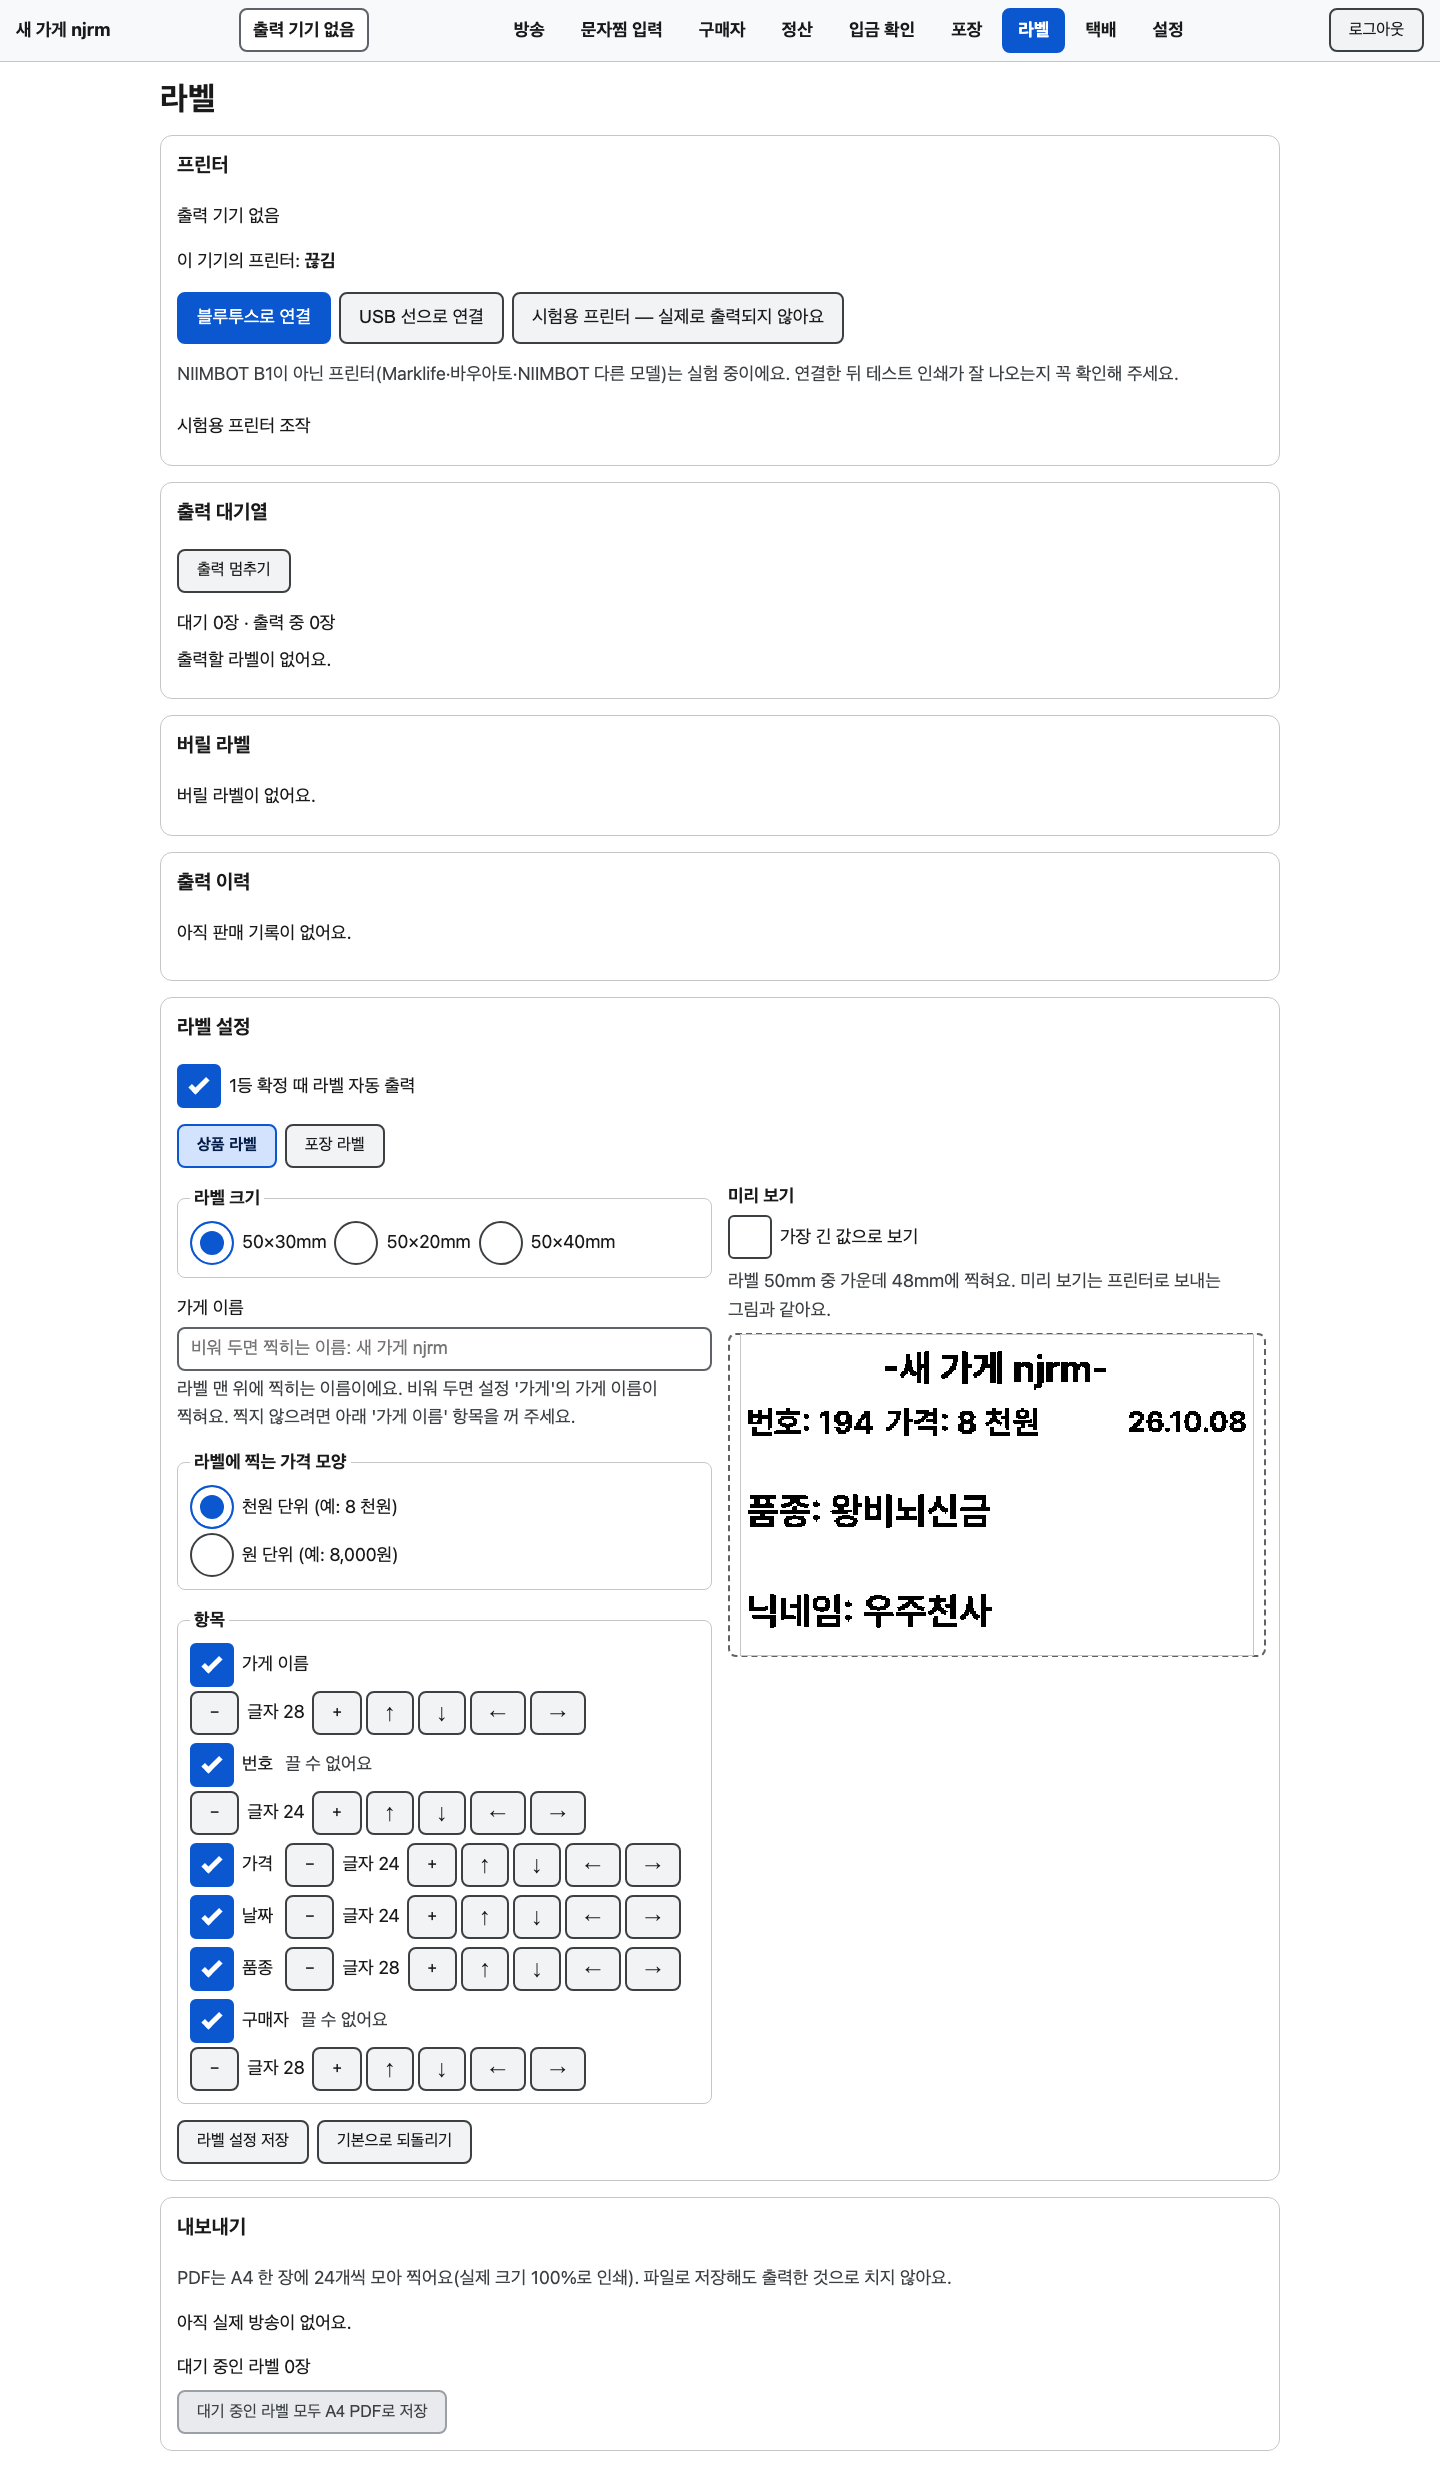 새 가게 njrm
출력 기기 없음
방송 문자찜 입력 구매자 정산 입금 확인 포장 라벨 택배 설정
로그아웃
라벨
프린터
출력 기기 없음
이 기기의 프린터: 끊김
블루투스로 연결 USB 선으로 연결 시험용 프린터 — 실제로 출력되지 않아요
NIIMBOT B1이 아닌 프린터(Marklife·바우아토·NIIMBOT 다른 모델)는 실험 중이에요. 연결한 뒤 테스트 인쇄가 잘 나오는지 꼭 확인해 주세요.
시험용 프린터 조작
출력 대기열
출력 멈추기
대기 0장 · 출력 중 0장
출력할 라벨이 없어요.
버릴 라벨
버릴 라벨이 없어요.
출력 이력
아직 판매 기록이 없어요.
라벨 설정
1등 확정 때 라벨 자동 출력
상품 라벨 포장 라벨
라벨 크기
50×30mm 50×20mm 50×40mm
가게 이름
비워 두면 찍히는 이름: 새 가게 njrm
라벨 맨 위에 찍히는 이름이에요. 비워 두면 설정 '가게'의 가게 이름이
찍혀요. 찍지 않으려면 아래 '가게 이름' 항목을 꺼 주세요.
라벨에 찍는 가격 모양
천원 단위 (예: 8 천원)
원 단위 (예: 8,000원)
항목
가게 이름
− 글자 28 + ↑ ↓ ← →
번호 끌 수 없어요
− 글자 24 + ↑ ↓ ← →
가격 − 글자 24 + ↑ ↓ ← →
날짜 − 글자 24 + ↑ ↓ ← →
품종 − 글자 28 + ↑ ↓ ← →
구매자 끌 수 없어요
− 글자 28 + ↑ ↓ ← →
라벨 설정 저장 기본으로 되돌리기
미리 보기
가장 긴 값으로 보기
라벨 50mm 중 가운데 48mm에 찍혀요. 미리 보기는 프린터로 보내는
그림과 같아요.
-새 가게 njrm-
번호: 194 가격: 8 천원 26.10.08
품종: 왕비뇌신금
닉네임: 우주천사
내보내기
PDF는 A4 한 장에 24개씩 모아 찍어요(실제 크기 100%로 인쇄). 파일로 저장해도 출력한 것으로 치지 않아요.
아직 실제 방송이 없어요.
대기 중인 라벨 0장
대기 중인 라벨 모두 A4 PDF로 저장